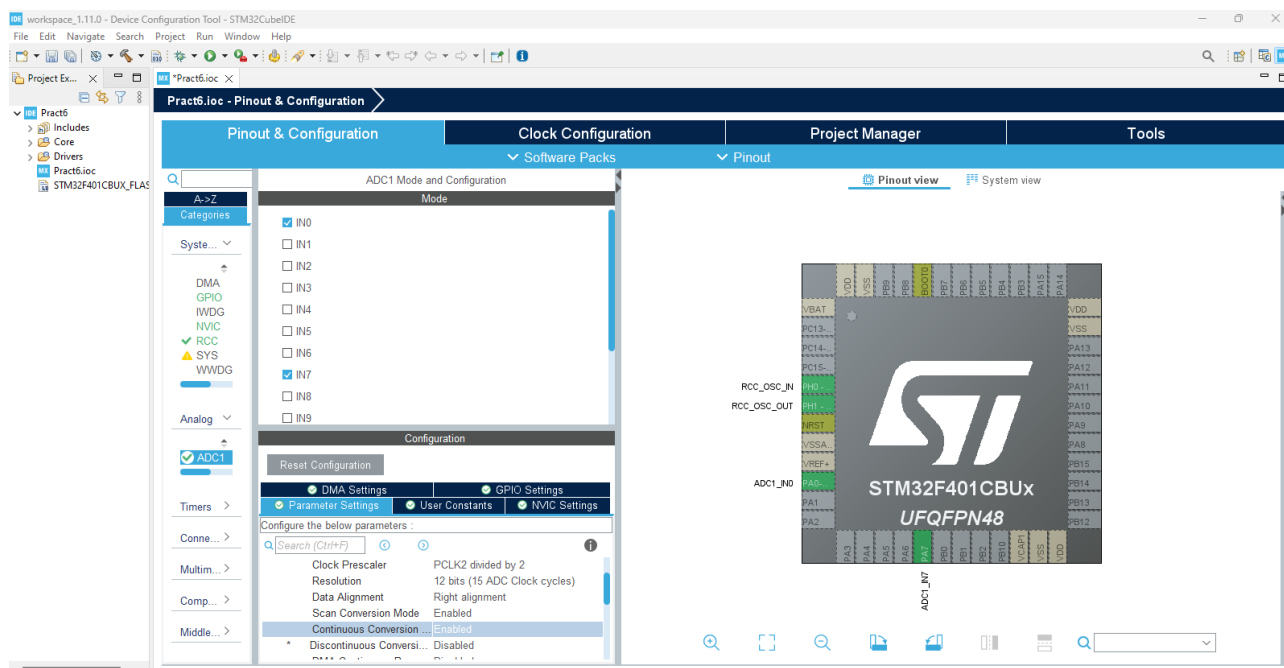 IDE workspace_1.11.0 - Device Configuration Tool - STM32CubeIDE
File Edit Navigate Search Project Run Window Help
Project Ex...
MX *Pract6.ioc
Pract6.ioc - Pinout & Configuration
IDE Pract6
Includes
Core
Drivers
MX Pract6.ioc
STM32F401CBUX_FLAS
Pinout & Configuration
Clock Configuration
Project Manager
Tools
Software Packs
Pinout
A->Z
Categories
Syste...
DMA
GPIO
IWDG
NVIC
RCC
SYS
WWDG
Analog
ADC1
Timers
Conne...
Multim...
Comp...
Middle...
ADC1 Mode and Configuration
Mode
IN0
IN1
IN2
IN3
IN4
IN5
IN6
IN7
IN8
IN9
Configuration
Reset Configuration
DMA Settings
GPIO Settings
Parameter Settings
User Constants
NVIC Settings
Configure the below parameters :
Search (Ctrl+F)
Clock Prescaler PCLK2 divided by 2
Resolution 12 bits (15 ADC Clock cycles)
Data Alignment Right alignment
Scan Conversion Mode Enabled
Continuous Conversion ... Enabled
* Discontinuous Conversi... Disabled
Pinout view
System view
VDD
VSS
PB9
PB8
BOOT0
PB7
PB6
PB5
PB4
PB3
PA15
PA14
VBAT
PC13-..
PC14-..
PC15-..
RCC_OSC_IN PH0 -..
RCC_OSC_OUT PH1 -..
NRST
VSSA..
VREF+
ADC1_IN0 PA0-..
PA1
PA2
VDD
VSS
PA13
PA12
PA11
PA10
PA9
PA8
PB15
PB14
PB13
PB12
ST
STM32F401CBUx
UFQFPN48
PA3
PA4
PA5
PA6
PA7
PB0
PB1
PB2
PB10
VCAP1
VSS
VDD
ADC1_IN7